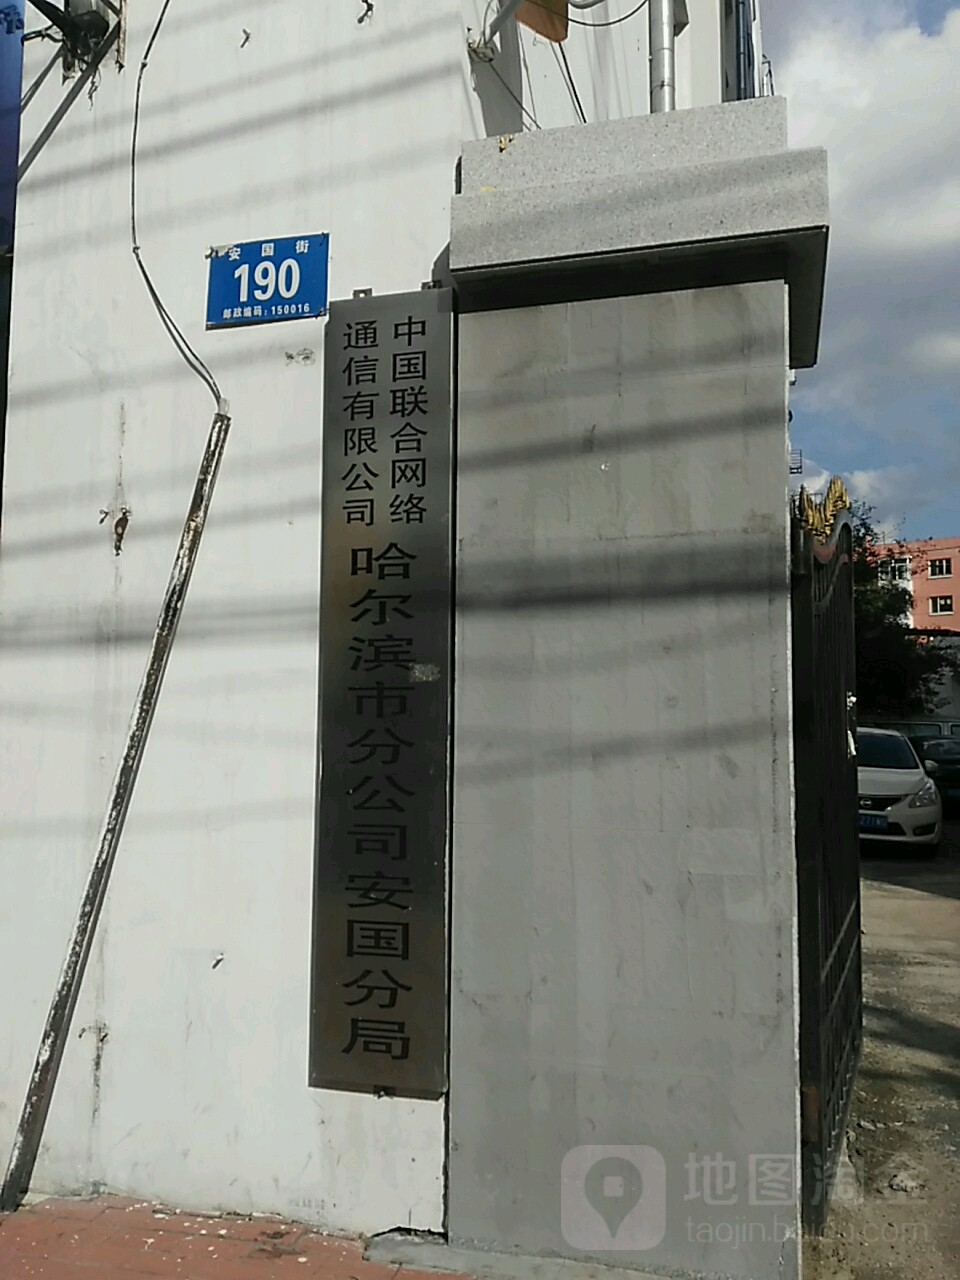 安国街
190
邮政编码:150016
中国联合网络
通信有限公司
哈尔滨市分公司安国分局
地图淘金
taojin.baidu.com